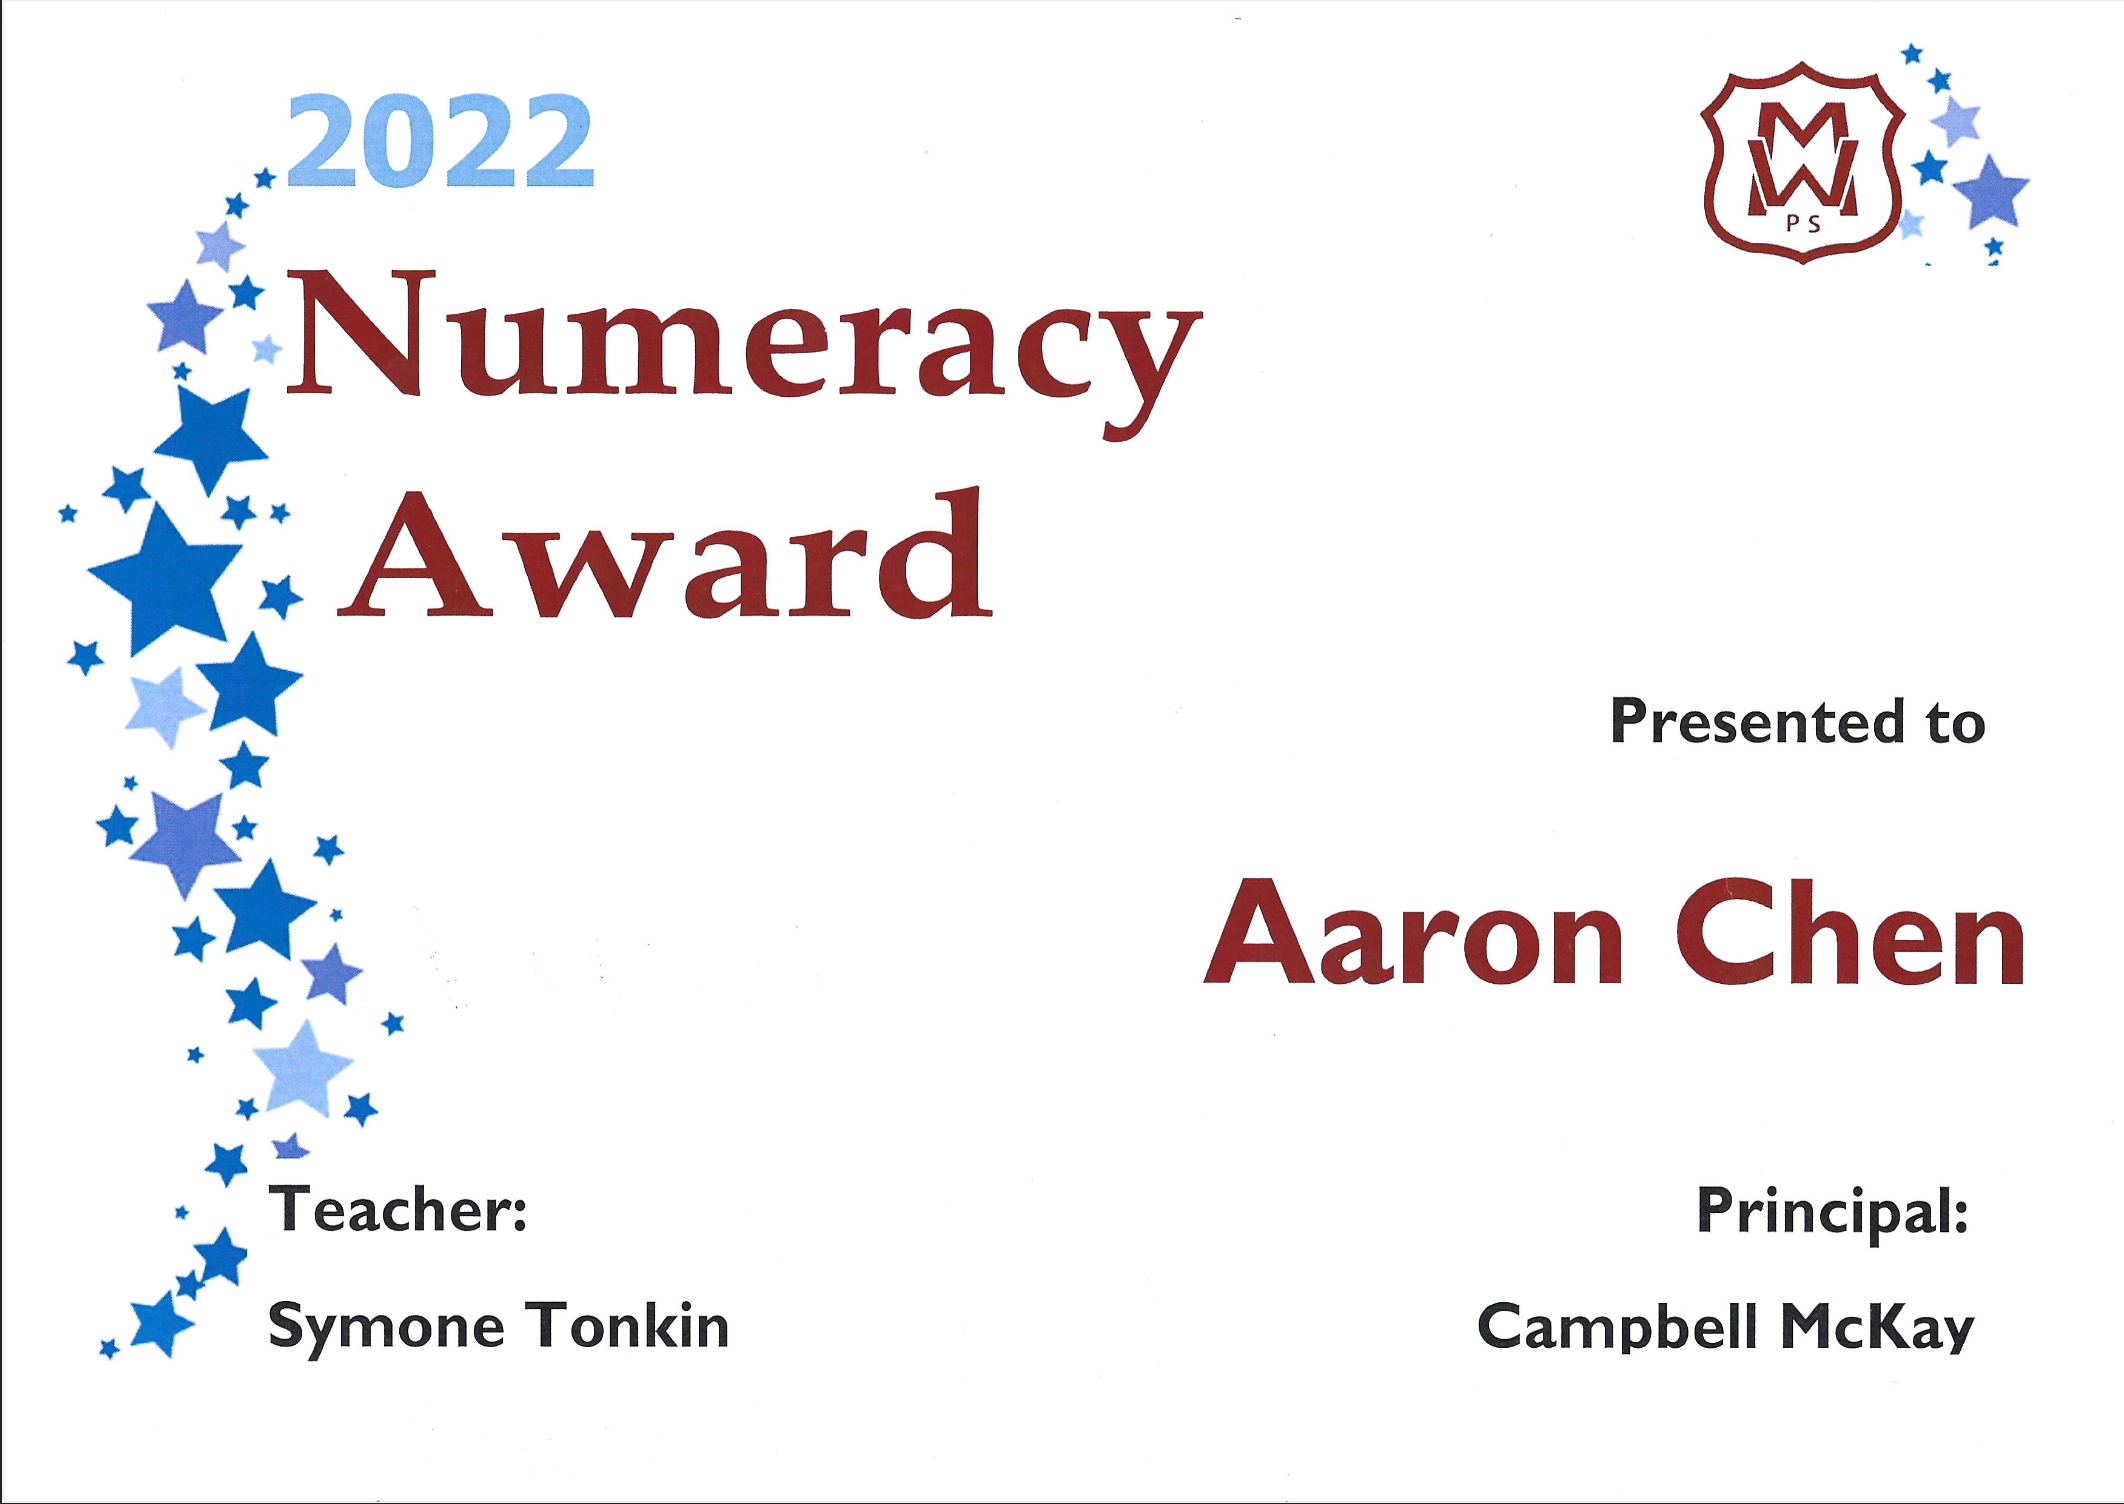 2022
MW
PS
Numeracy
Award
Presented to
Aaron Chen
Teacher:
Principal:
Symone Tonkin
Campbell McKay